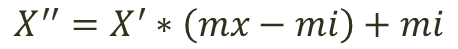 X'' = X' * (mx − mi) + mi